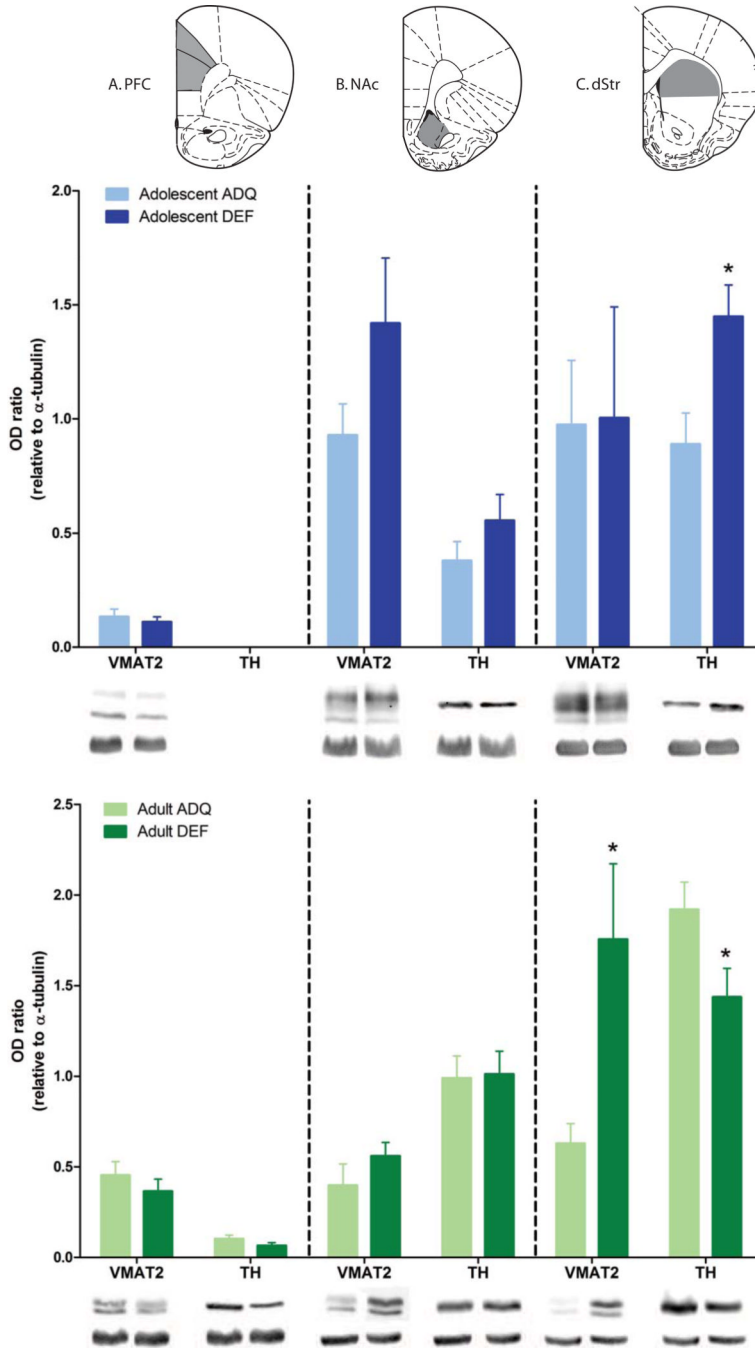 A. PFC
B. NAc
C. dStr
2.0
Adolescent ADQ
Adolescent DEF
1.5
*
1.0
OD ratio
(relative to α-tubulin)
0.5
0.0
VMAT2 TH VMAT2 TH VMAT2 TH
2.5
Adult ADQ
Adult DEF
*
2.0
*
1.5
OD ratio
(relative to α-tubulin)
1.0
0.5
0.0
VMAT2 TH VMAT2 TH VMAT2 TH